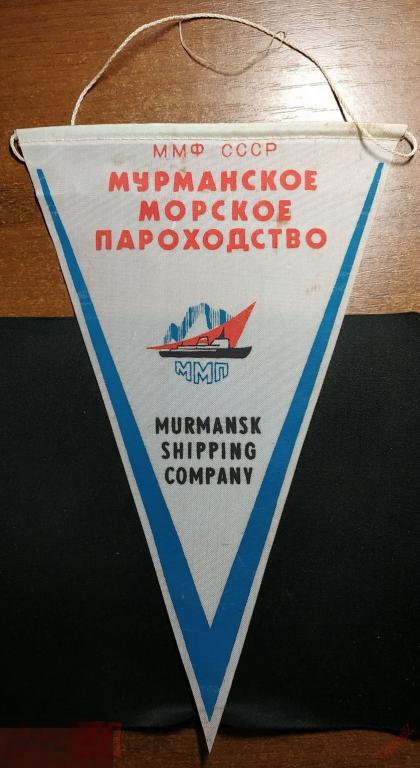 ММФ СССР
МУРМАНСКОЕ
МОРСКОЕ
ПАРОХОДСТВО
ММП
MURMANSK
SHIPPING
COMPANY